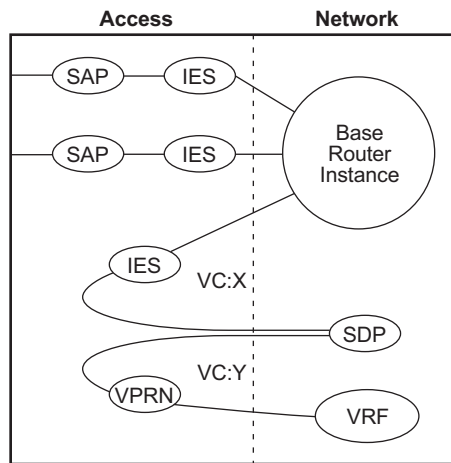 Access
Network
SAP
IES
SAP
IES
Base
Router
Instance
IES
VC:X
SDP
VC:Y
VPRN
VRF